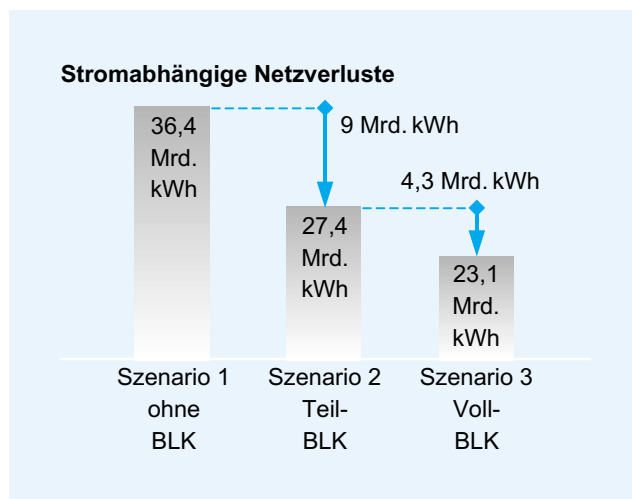 Stromabhängige Netzverluste
36,4
Mrd.
kWh
9 Mrd. kWh
4,3 Mrd. kWh
27,4
Mrd.
kWh
23,1
Mrd.
kWh
Szenario 1
ohne
BLK
Szenario 2
Teil-
BLK
Szenario 3
Voll-
BLK